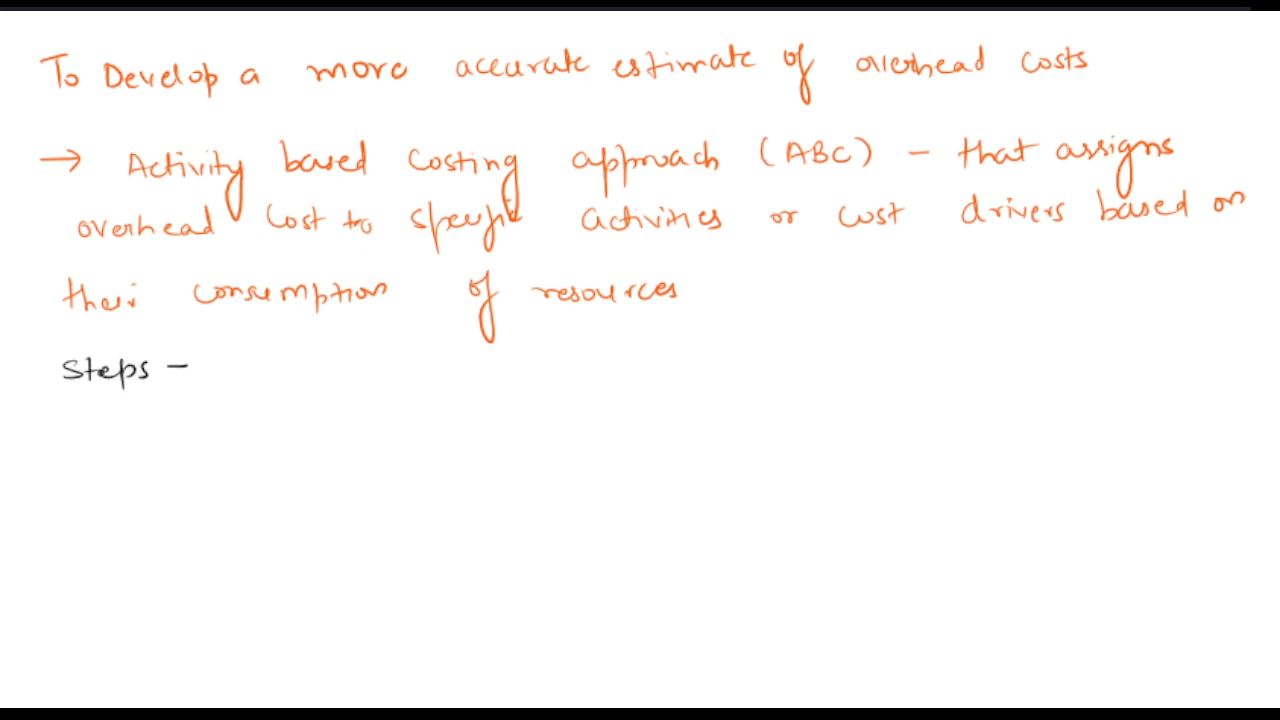 To Develop a more accurate estimate of overhead costs
→ Activity based costing approach (ABC) - that assigns
overhead cost to specific activities or cost drivers based on
their consumption of resources
Steps -